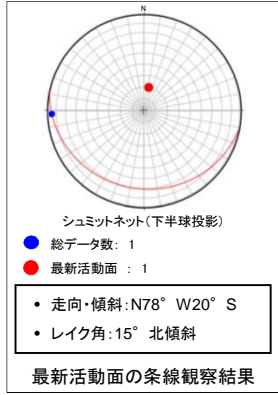 N
シュミットネット(下半球投影)
総データ数: 1
最新活動面 : 1
• 走向・傾斜:N78° W20° S
• レイク角:15° 北傾斜
最新活動面の条線観察結果